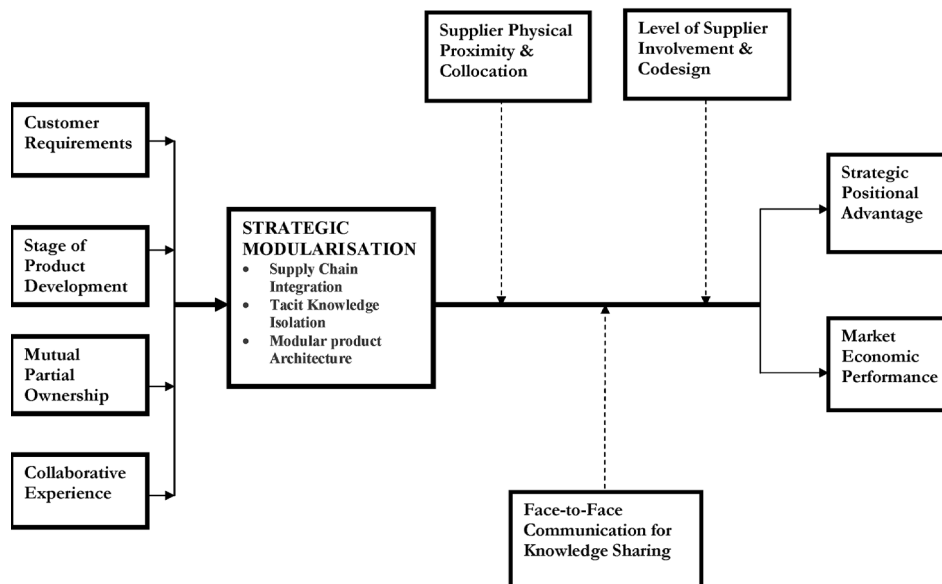 Supplier Physical
Proximity &
Collocation
Level of Supplier
Involvement &
Codesign
Customer
Requirements
Stage of
Product
Development
Mutual
Partial
Ownership
Collaborative
Experience
STRATEGIC
MODULARISATION
• Supply Chain
Integration
• Tacit Knowledge
Isolation
• Modular product
Architecture
Strategic
Positional
Advantage
Market
Economic
Performance
Face-to-Face
Communication for
Knowledge Sharing